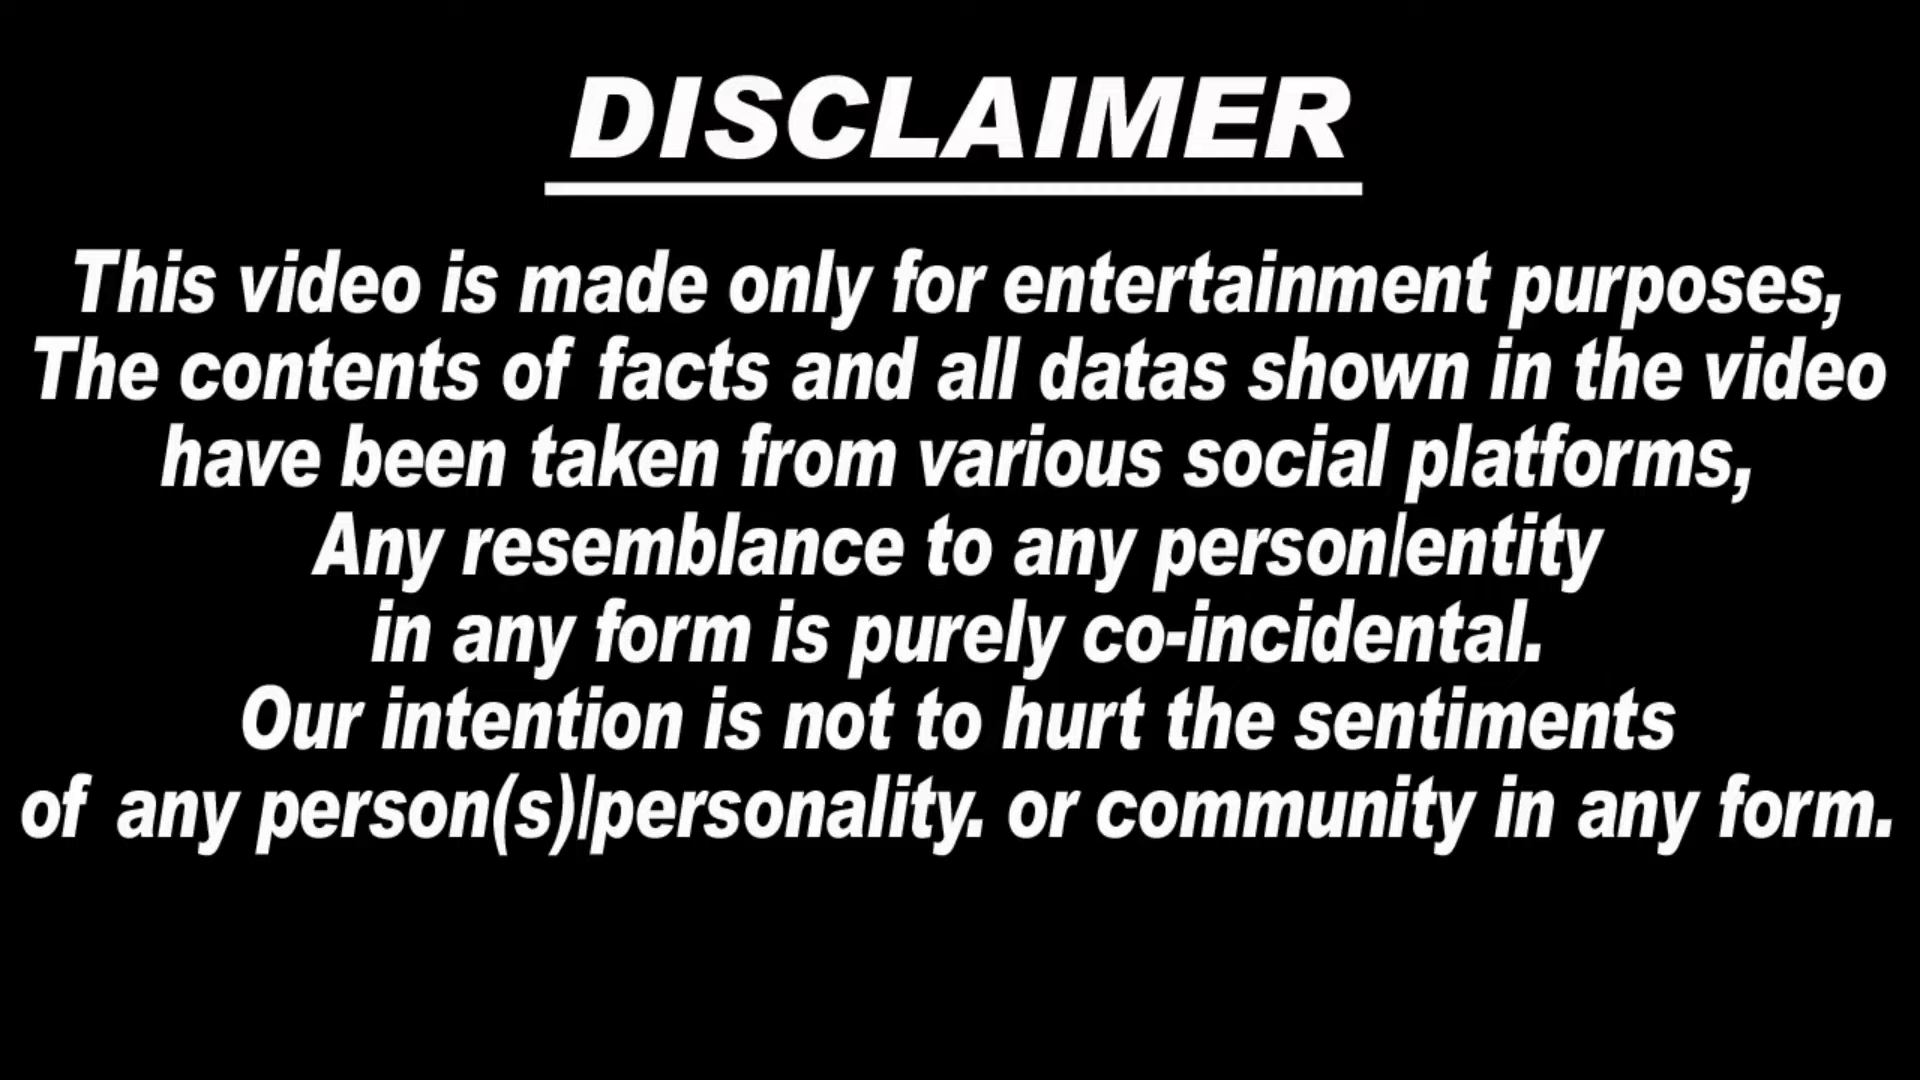 DISCLAIMER
This video is made only for entertainment purposes,
The contents of facts and all datas shown in the video
have been taken from various social platforms,
Any resemblance to any person/entity
in any form is purely co-incidental.
Our intention is not to hurt the sentiments
of any person(s)/personality. or community in any form.